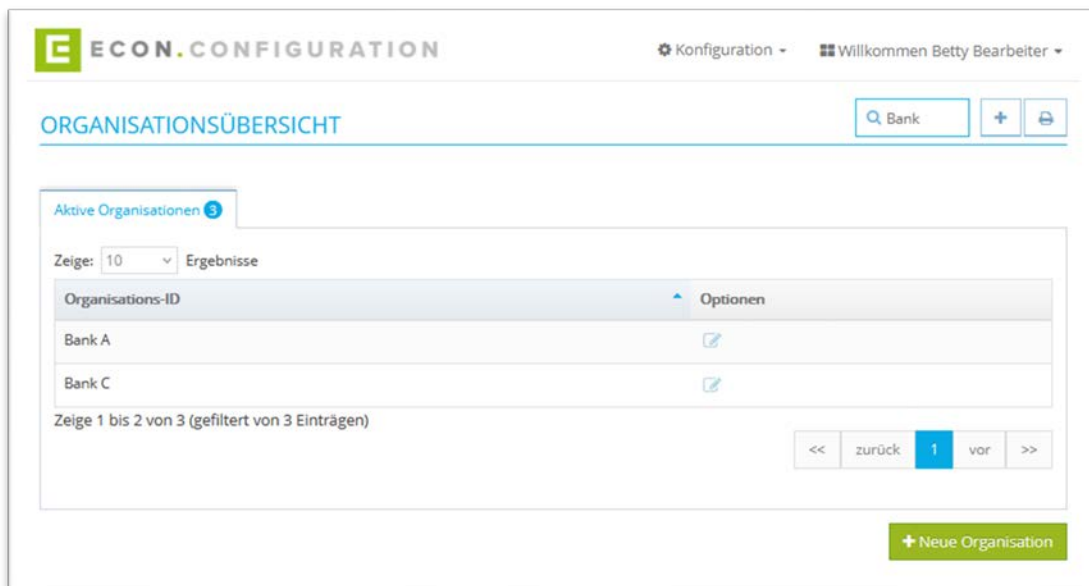 E ECON.CONFIGURATION
Konfiguration
Willkommen Betty Bearbeiter
ORGANISATIONSÜBERSICHT
Bank
Aktive Organisationen 3
Zeige: 10 Ergebnisse
Organisations-ID Optionen
Bank A
Bank C
Zeige 1 bis 2 von 3 (gefiltert von 3 Einträgen)
<< zurück 1 vor >>
+ Neue Organisation